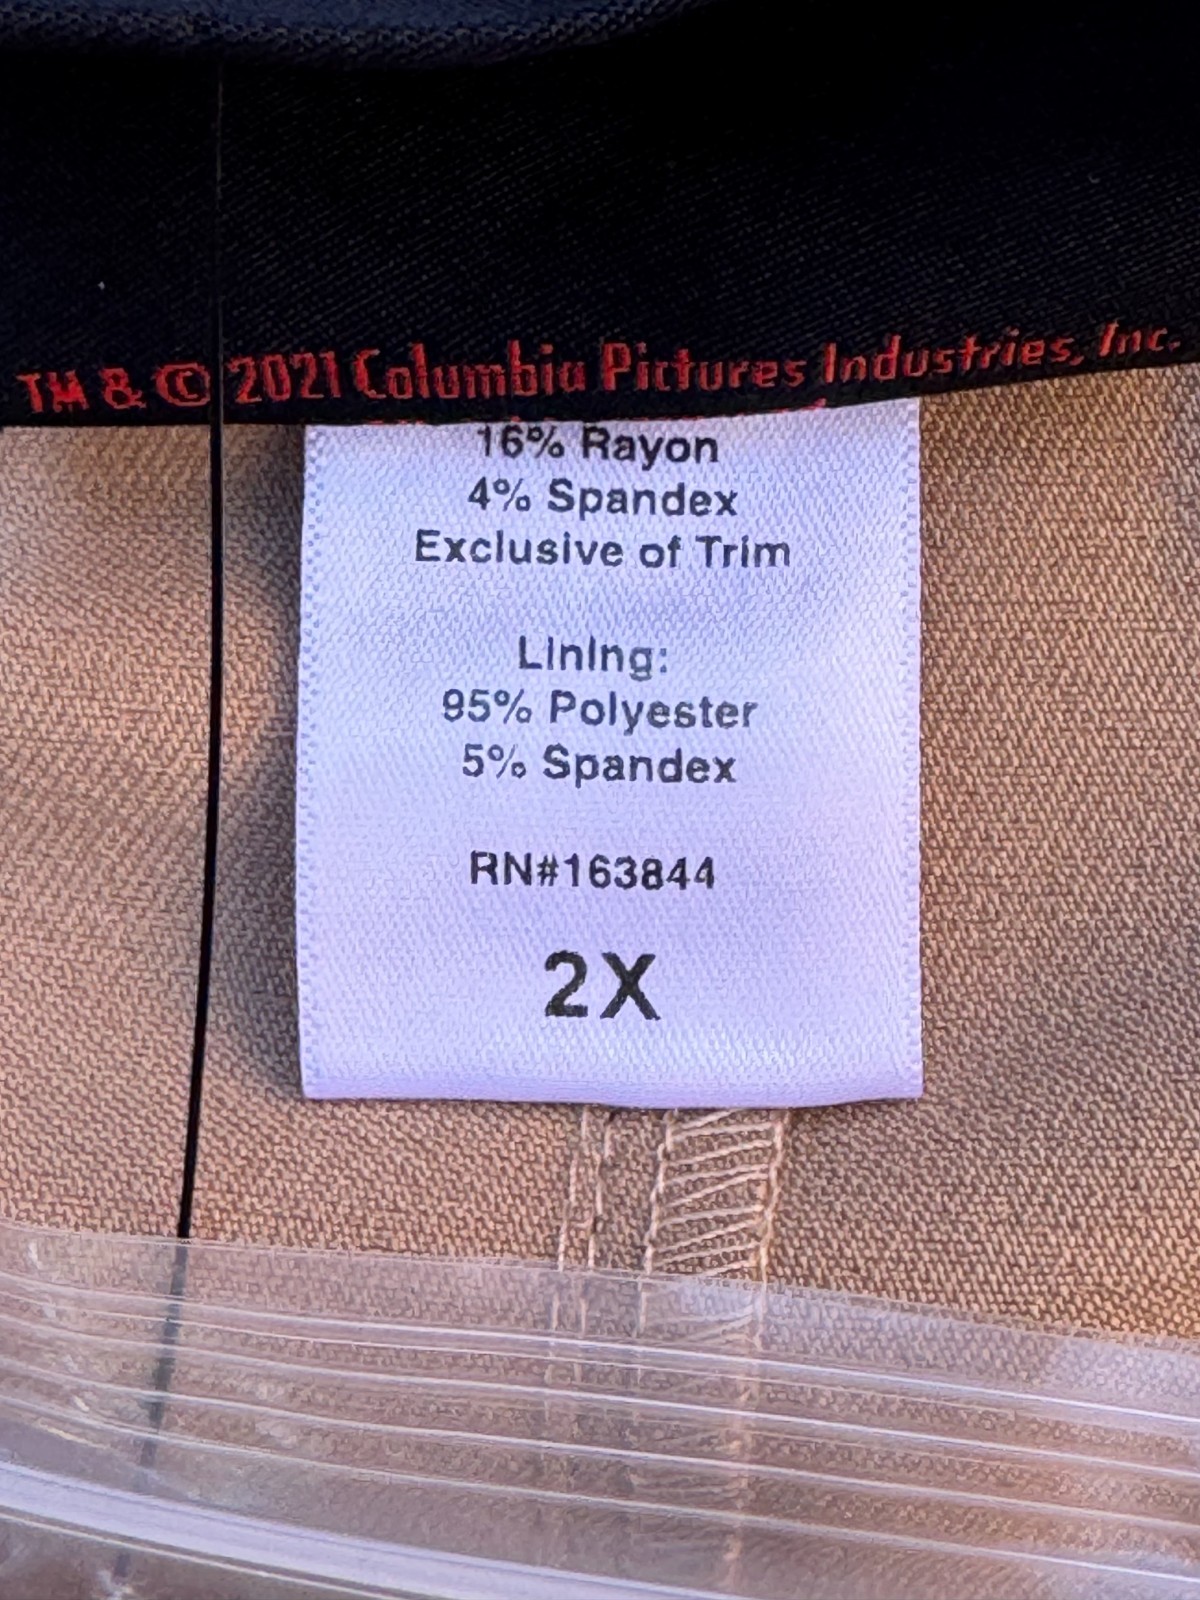 TM & © 2021 Columbia Pictures Industries, Inc.
16% Rayon
4% Spandex
Exclusive of Trim
Lining:
95% Polyester
5% Spandex
RN#163844
2X